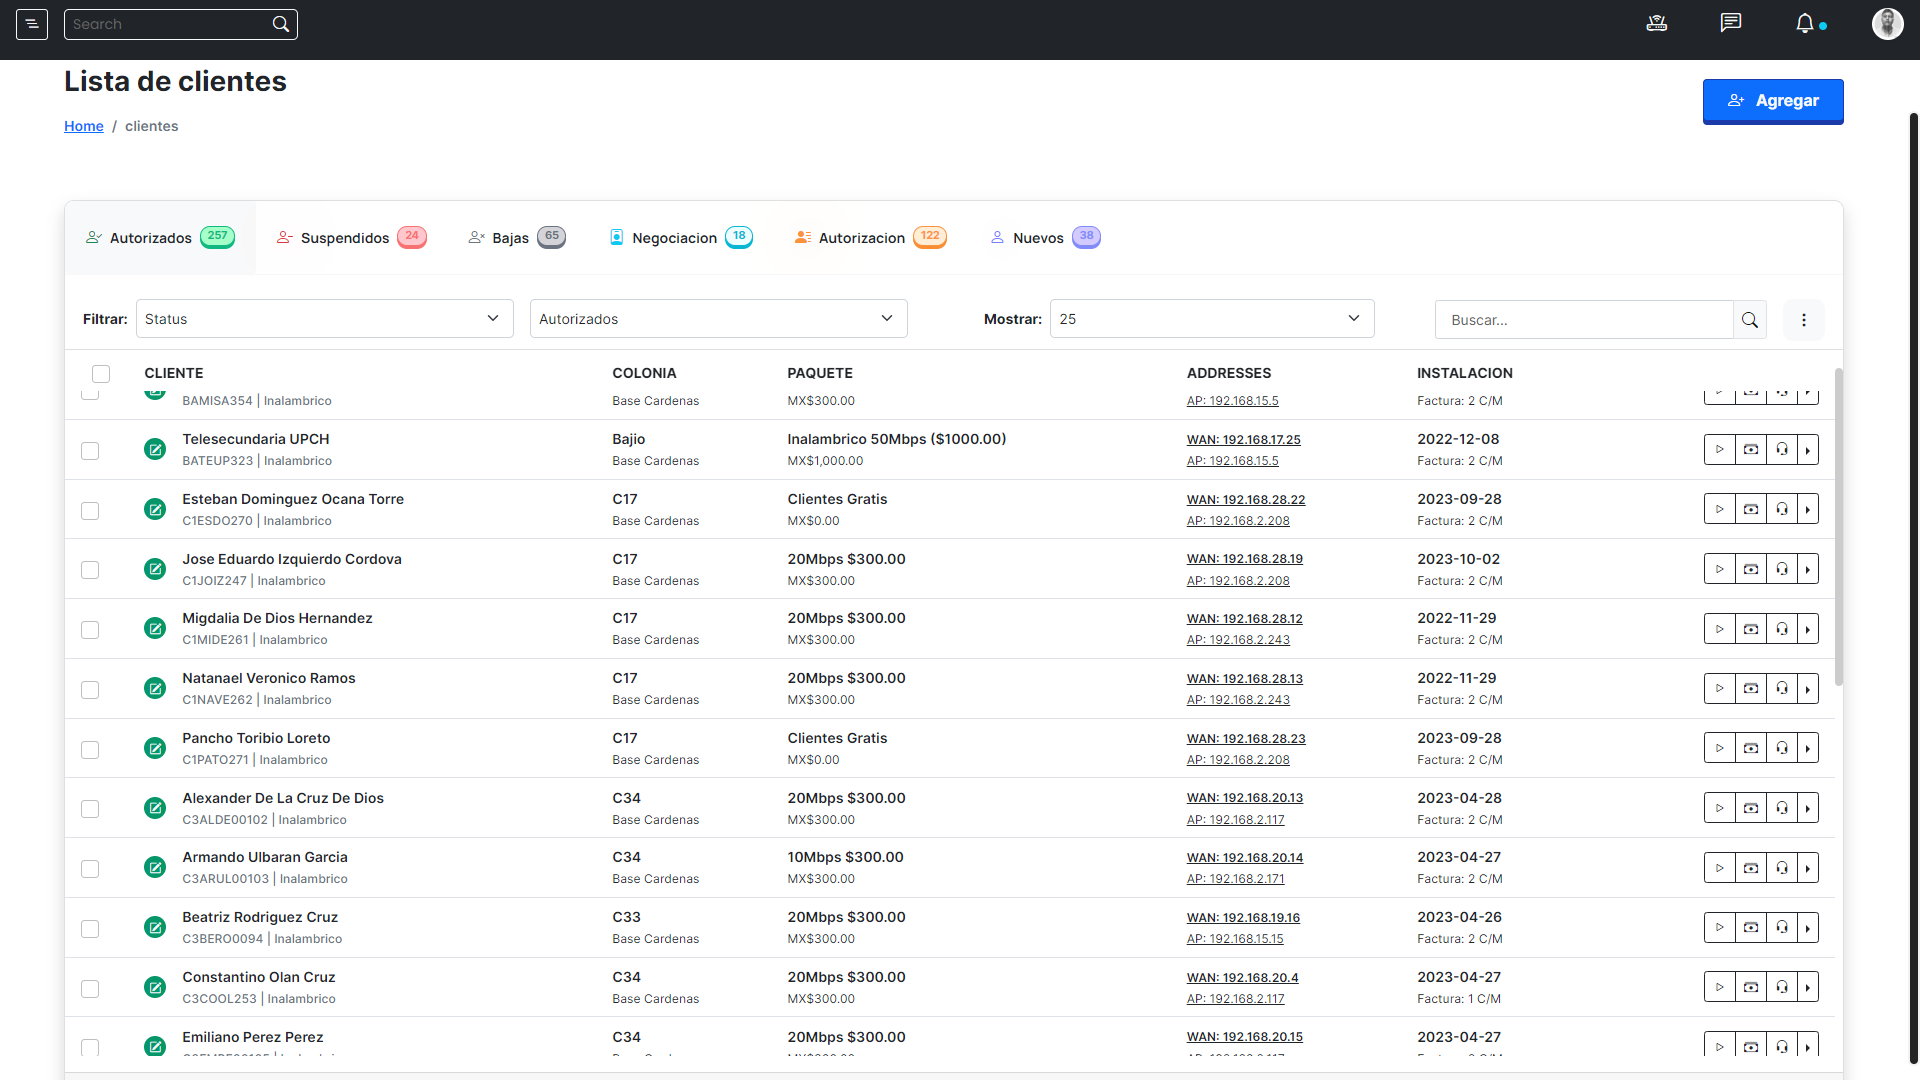 Search
Lista de clientes
Agregar
Home / clientes
Autorizados 257 Suspendidos 24 Bajas 65 Negociacion 18 Autorizacion 122 Nuevos 38
Filtrar: Status Autorizados Mostrar: 25 Buscar...
CLIENTE COLONIA PAQUETE ADDRESSES INSTALACION
BAMISA354 | Inalambrico Base Cardenas MX$300.00 AP: 192.168.15.5 Factura: 2 C/M
Telesecundaria UPCH Bajio Inalambrico 50Mbps ($1000.00) WAN: 192.168.17.25 2022-12-08
BATEUP323 | Inalambrico Base Cardenas MX$1,000.00 AP: 192.168.15.5 Factura: 2 C/M
Esteban Dominguez Ocana Torre C17 Clientes Gratis WAN: 192.168.28.22 2023-09-28
C1ESDO270 | Inalambrico Base Cardenas MX$0.00 AP: 192.168.2.208 Factura: 2 C/M
Jose Eduardo Izquierdo Cordova C17 20Mbps $300.00 WAN: 192.168.28.19 2023-10-02
C1JOIZ247 | Inalambrico Base Cardenas MX$300.00 AP: 192.168.2.208 Factura: 2 C/M
Migdalia De Dios Hernandez C17 20Mbps $300.00 WAN: 192.168.28.12 2022-11-29
C1MIDE261 | Inalambrico Base Cardenas MX$300.00 AP: 192.168.2.243 Factura: 2 C/M
Natanael Veronico Ramos C17 20Mbps $300.00 WAN: 192.168.28.13 2022-11-29
C1NAVE262 | Inalambrico Base Cardenas MX$300.00 AP: 192.168.2.243 Factura: 2 C/M
Pancho Toribio Loreto C17 Clientes Gratis WAN: 192.168.28.23 2023-09-28
C1PATO271 | Inalambrico Base Cardenas MX$0.00 AP: 192.168.2.208 Factura: 2 C/M
Alexander De La Cruz De Dios C34 20Mbps $300.00 WAN: 192.168.20.13 2023-04-28
C3ALDE00102 | Inalambrico Base Cardenas MX$300.00 AP: 192.168.2.117 Factura: 2 C/M
Armando Ulbaran Garcia C34 10Mbps $300.00 WAN: 192.168.20.14 2023-04-27
C3ARUL00103 | Inalambrico Base Cardenas MX$300.00 AP: 192.168.2.171 Factura: 2 C/M
Beatriz Rodriguez Cruz C33 20Mbps $300.00 WAN: 192.168.19.16 2023-04-26
C3BERO0094 | Inalambrico Base Cardenas MX$300.00 AP: 192.168.15.15 Factura: 2 C/M
Constantino Olan Cruz C34 20Mbps $300.00 WAN: 192.168.20.4 2023-04-27
C3COOL253 | Inalambrico Base Cardenas MX$300.00 AP: 192.168.2.117 Factura: 1 C/M
Emiliano Perez Perez C34 20Mbps $300.00 WAN: 192.168.20.15 2023-04-27